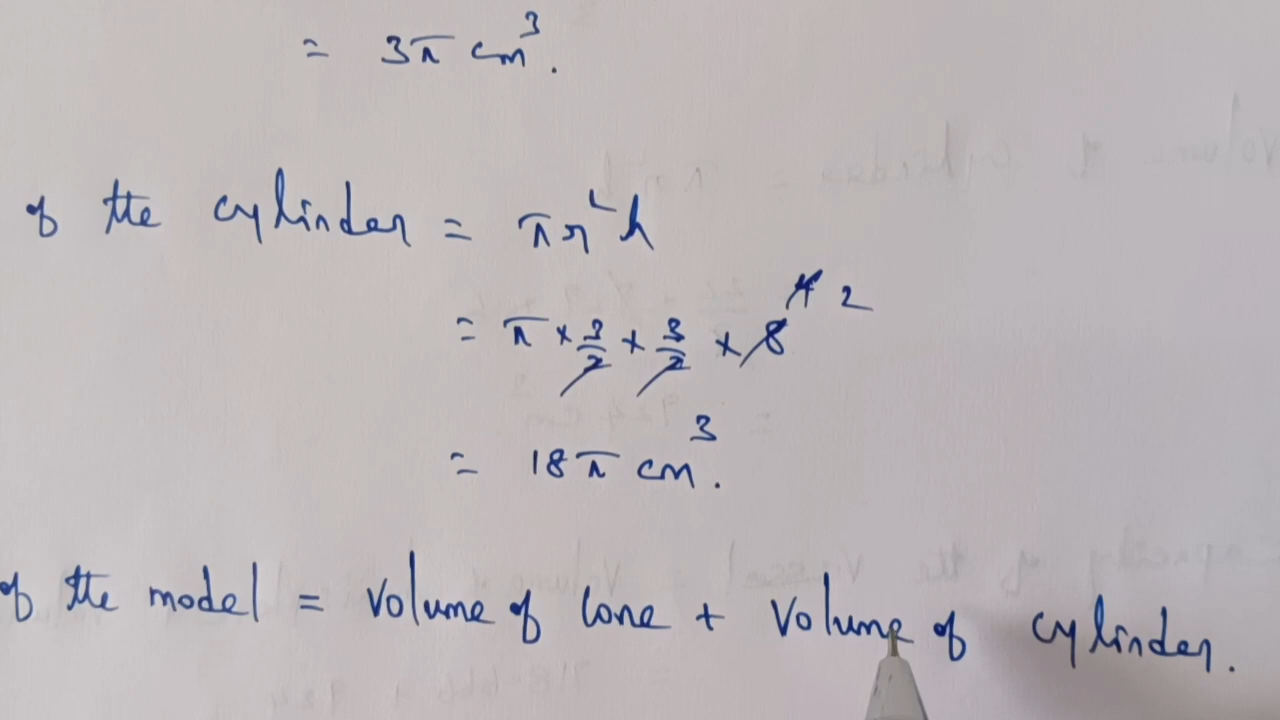 = 3π cm³.
of the cylinder = πr²h
= π × 3/2 × 3/2 × 8 4 2
= 18π cm³.
of the model = Volume of cone + Volume of cylinder.